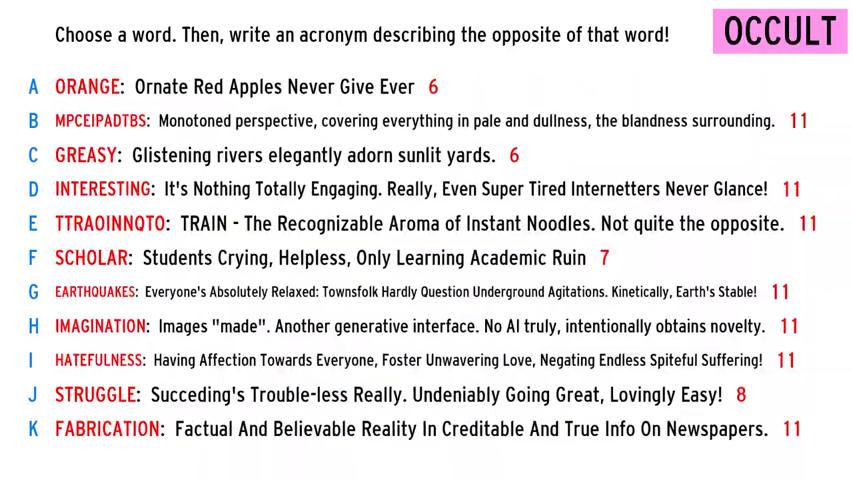 Choose a word. Then, write an acronym describing the opposite of that word!
OCCULT
A ORANGE: Ornate Red Apples Never Give Ever 6
B MPCEIPADTBS: Monotoned perspective, covering everything in pale and dullness, the blandness surrounding. 11
C GREASY: Glistening rivers elegantly adorn sunlit yards. 6
D INTERESTING: It's Nothing Totally Engaging. Really, Even Super Tired Internetters Never Glance! 11
E TTRAOINNQTO: TRAIN - The Recognizable Aroma of Instant Noodles. Not quite the opposite. 11
F SCHOLAR: Students Crying, Helpless, Only Learning Academic Ruin 7
G EARTHQUAKES: Everyone's Absolutely Relaxed: Townsfolk Hardly Question Underground Agitations. Kinetically, Earth's Stable! 11
H IMAGINATION: Images "made". Another generative interface. No AI truly, intentionally obtains novelty. 11
I HATEFULNESS: Having Affection Towards Everyone, Foster Unwavering Love, Negating Endless Spiteful Suffering! 11
J STRUGGLE: Succeding's Trouble-less Really. Undeniably Going Great, Lovingly Easy! 8
K FABRICATION: Factual And Believable Reality In Creditable And True Info On Newspapers. 11